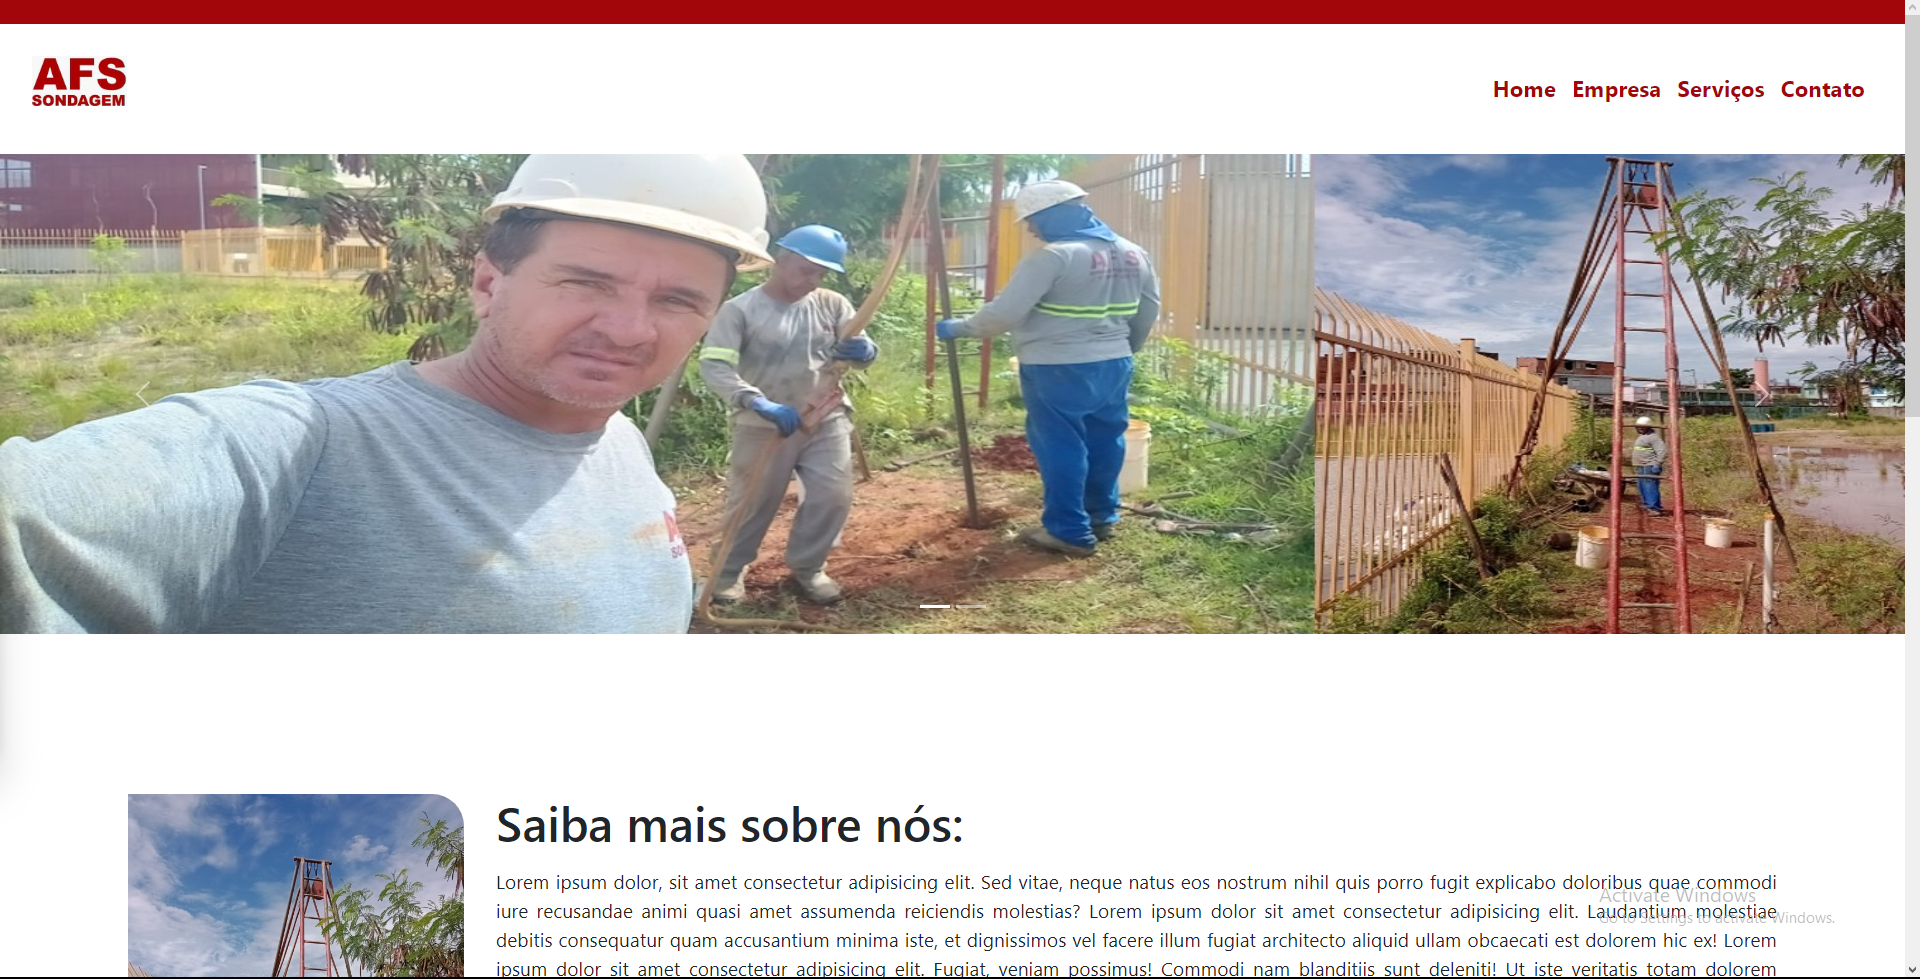 AFS
SONDAGEM
Home Empresa Serviços Contato
AFS
Saiba mais sobre nós:
Lorem ipsum dolor, sit amet consectetur adipisicing elit. Sed vitae, neque natus eos nostrum nihil quis porro fugit explicabo doloribus quae commodi
iure recusandae animi quasi amet assumenda reiciendis molestias? Lorem ipsum dolor sit amet consectetur adipisicing elit. Laudantium molestiae
debitis consequatur quam accusantium minima iste, et dignissimos vel facere illum fugiat architecto aliquid ullam obcaecati est dolorem hic ex! Lorem
ipsum dolor sit amet consectetur adipisicing elit. Fugiat, veniam possimus! Commodi nam blanditiis sunt deleniti! Ut iste veritatis totam dolorem
Activate Windows
Go to Settings to activate Windows.